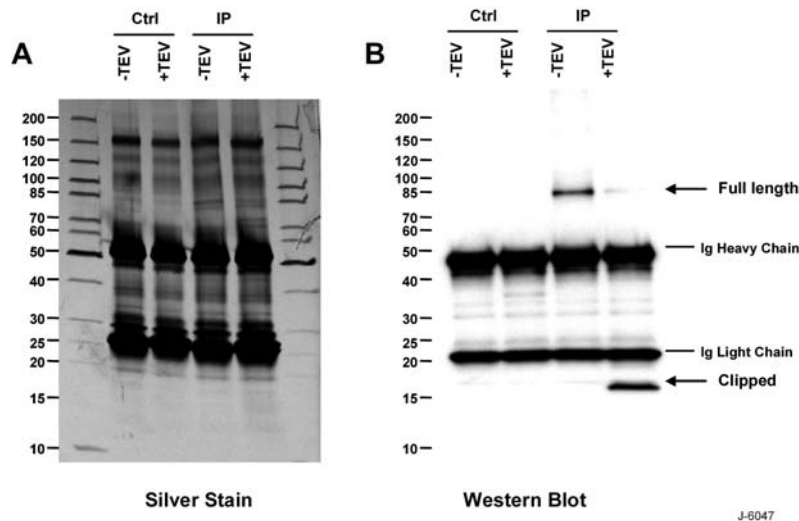 Ctrl IP
A -TEV +TEV -TEV +TEV
200
150
120
100
85
70
60
50
40
30
25
20
15
10
Silver Stain
Ctrl IP
B -TEV +TEV -TEV +TEV
200
150
120
100
85
70
60
50
40
30
25
20
15
10
Full length
Ig Heavy Chain
Ig Light Chain
Clipped
Western Blot
J-6047